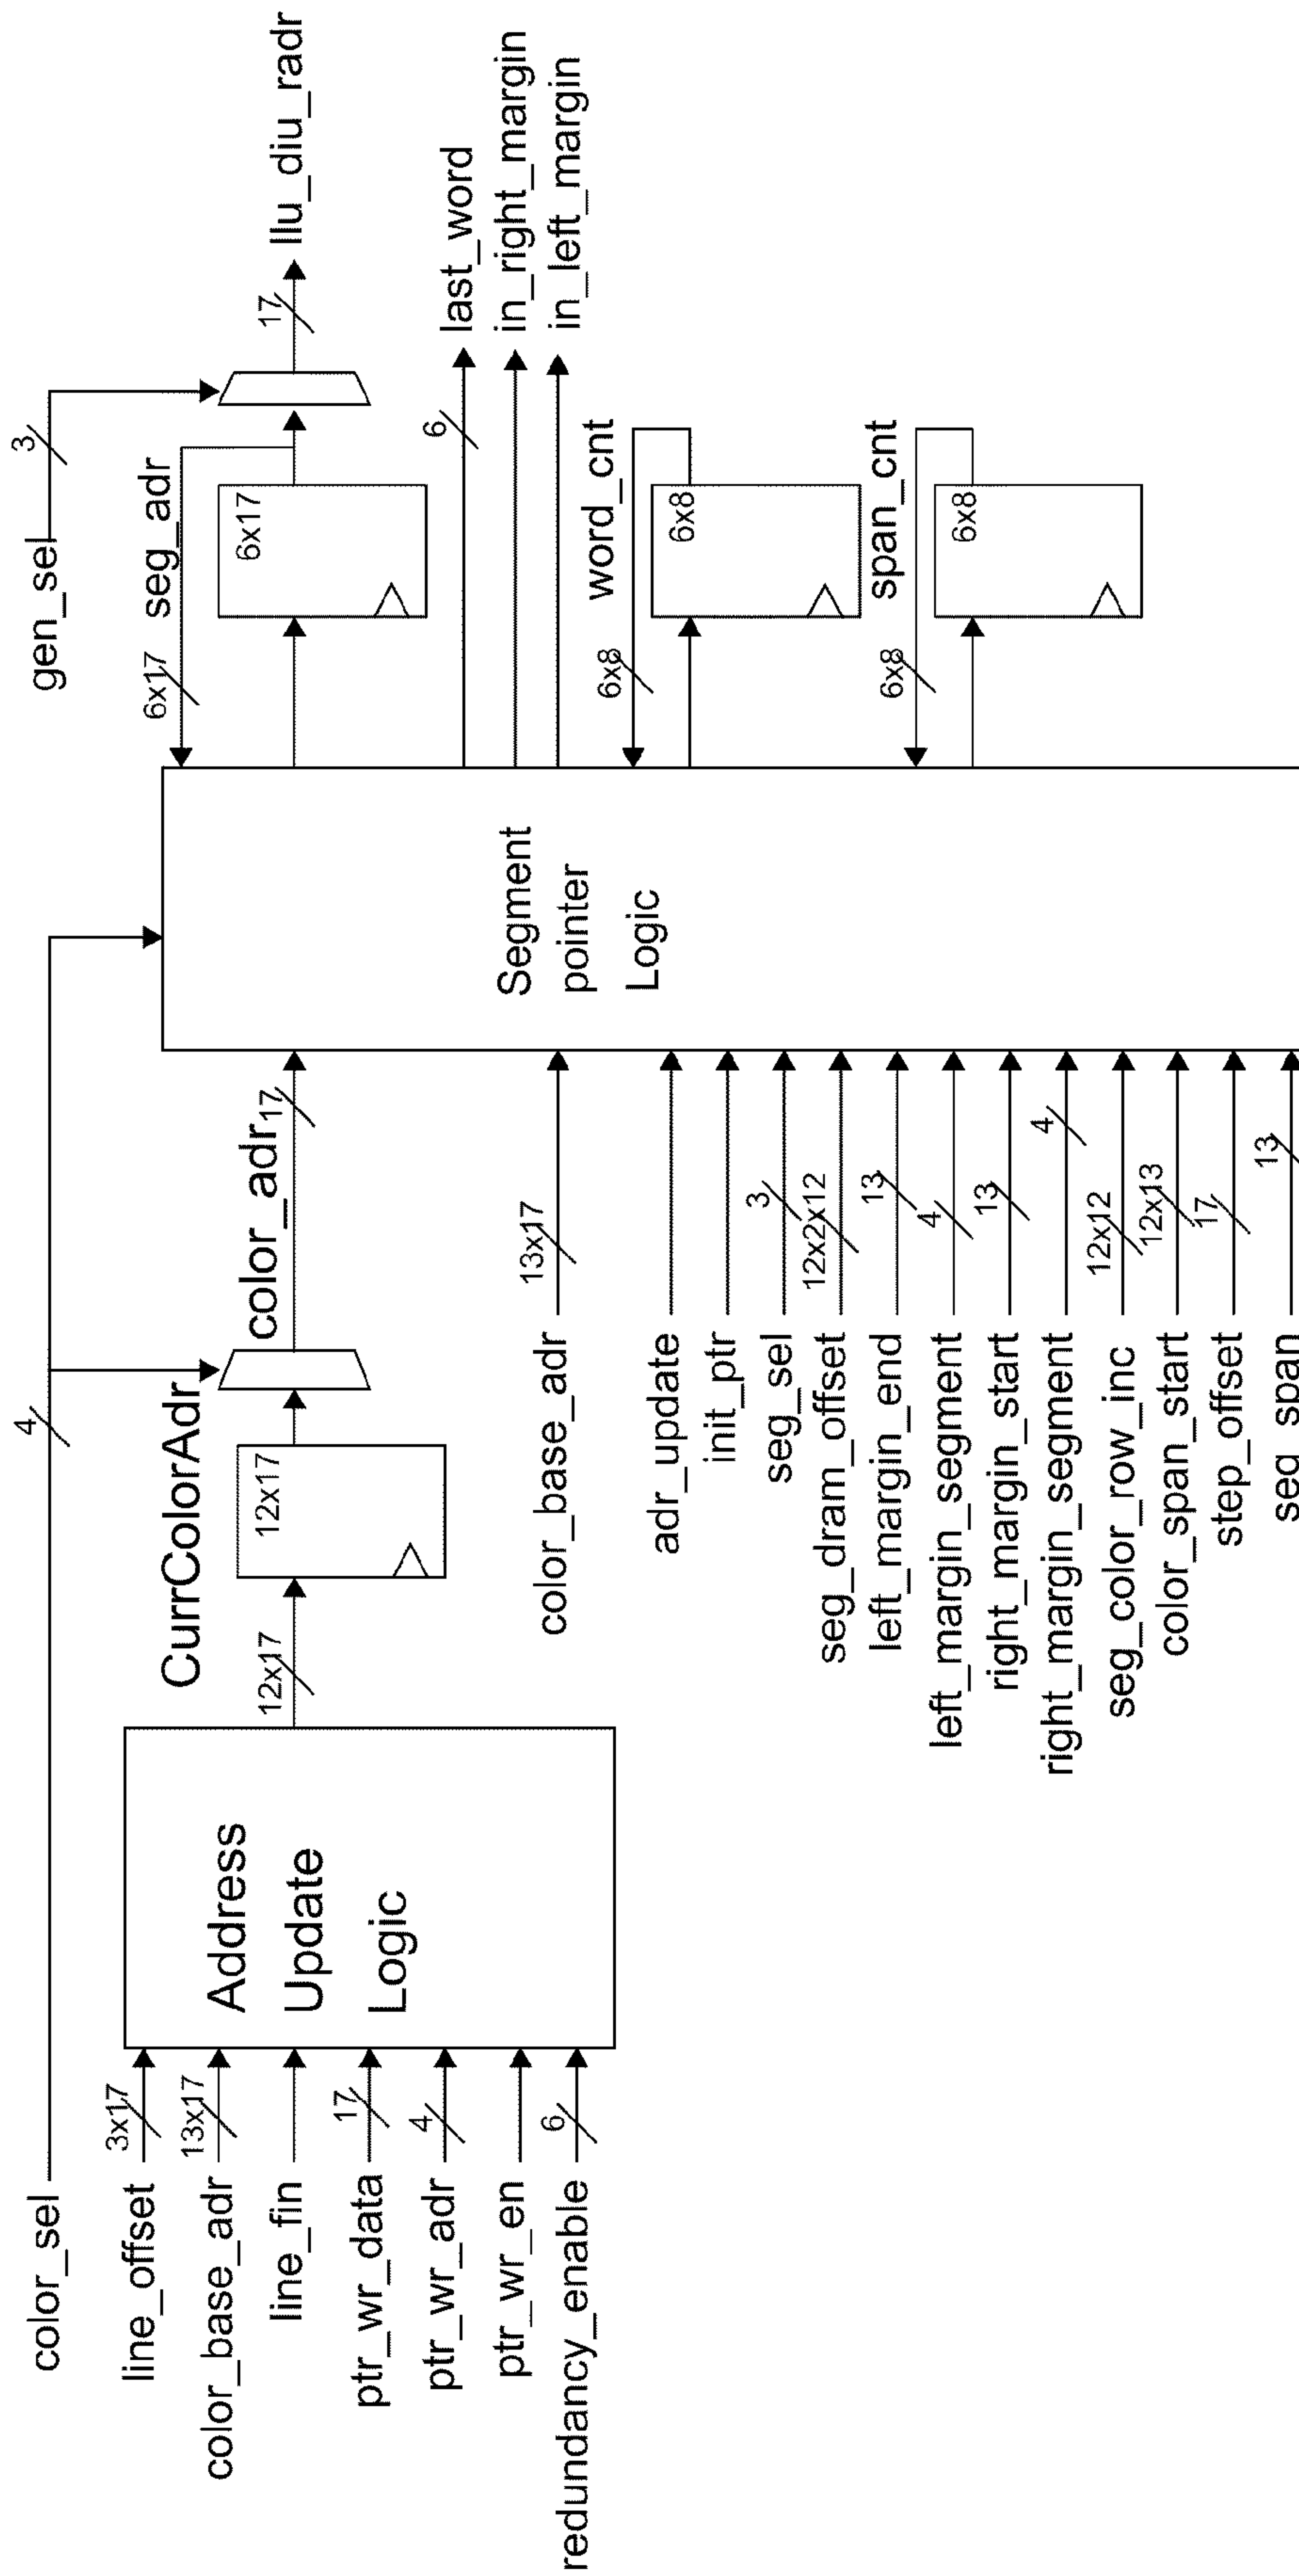 color_sel
4
line_offset
3x17
color_base_adr
13x17
line_fin
ptr_wr_data
17
ptr_wr_adr
4
ptr_wr_en
redundancy_enable
6
Address
Update
Logic
12x17
CurrColorAdr
12x17
color_adr
17
color_base_adr
13x17
adr_update
init_ptr
seg_sel
3
seg_dram_offset
12x2x12
left_margin_end
13
left_margin_segment
4
right_margin_start
13
right_margin_segment
4
seg_color_row_inc
12x12
color_span_start
12x13
step_offset
17
seg_span
13
Segment
pointer
Logic
gen_sel
3
6x17
seg_adr
6x17
17
llu_diu_radr
6
last_word
in_right_margin
in_left_margin
word_cnt
6x8
6x8
span_cnt
6x8
6x8